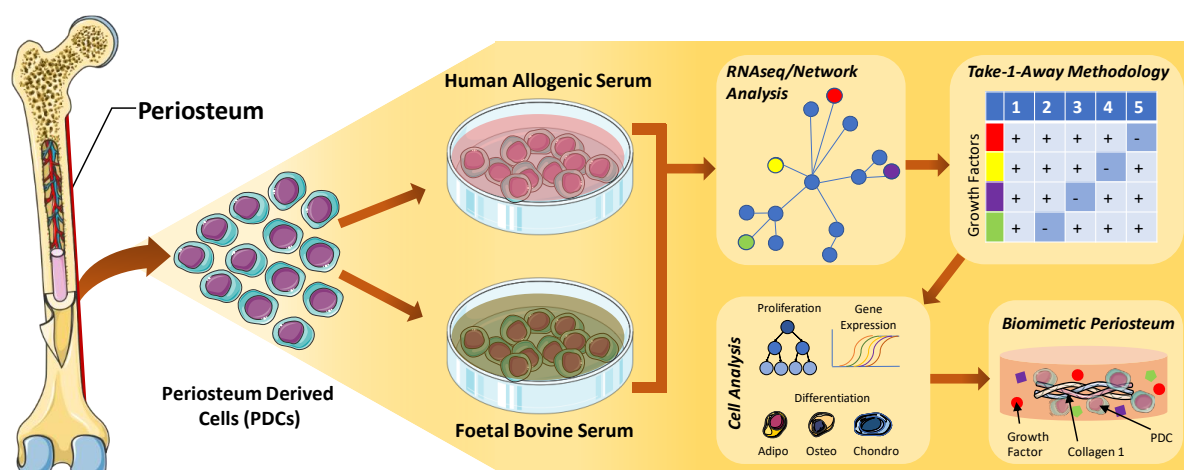 Periosteum
Periosteum Derived
Cells (PDCs)
Human Allogenic Serum
Foetal Bovine Serum
RNAseq/Network
Analysis
Take-1-Away Methodology
Growth Factors
1 2 3 4 5
+ + + + -
+ + + - +
+ + - + +
+ - + + +
Cell Analysis
Proliferation
Gene
Expression
Differentiation
Adipo Osteo Chondro
Biomimetic Periosteum
Growth
Factor
Collagen 1
PDC